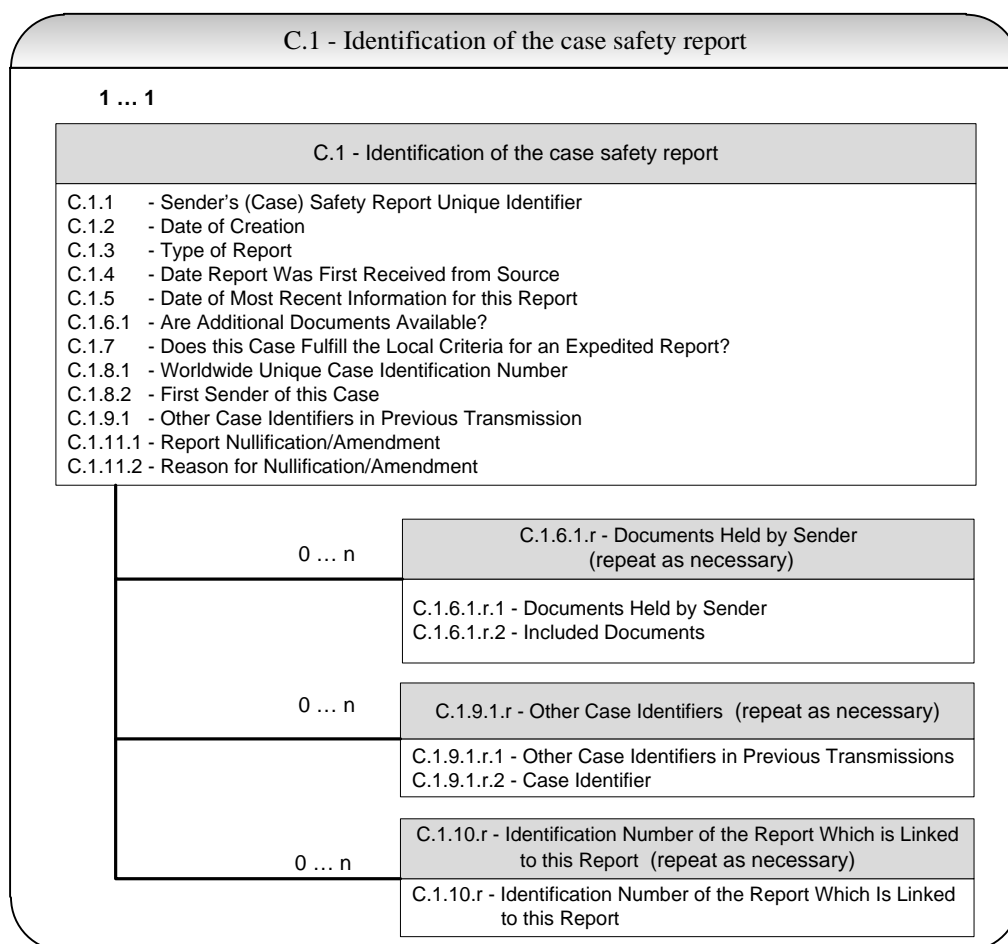 C.1 - Identification of the case safety report
1 … 1
C.1 - Identification of the case safety report
C.1.1 - Sender’s (Case) Safety Report Unique Identifier
C.1.2 - Date of Creation
C.1.3 - Type of Report
C.1.4 - Date Report Was First Received from Source
C.1.5 - Date of Most Recent Information for this Report
C.1.6.1 - Are Additional Documents Available?
C.1.7 - Does this Case Fulfill the Local Criteria for an Expedited Report?
C.1.8.1 - Worldwide Unique Case Identification Number
C.1.8.2 - First Sender of this Case
C.1.9.1 - Other Case Identifiers in Previous Transmission
C.1.11.1 - Report Nullification/Amendment
C.1.11.2 - Reason for Nullification/Amendment
0 … n
C.1.6.1.r - Documents Held by Sender
(repeat as necessary)
C.1.6.1.r.1 - Documents Held by Sender
C.1.6.1.r.2 - Included Documents
0 … n
C.1.9.1.r - Other Case Identifiers (repeat as necessary)
C.1.9.1.r.1 - Other Case Identifiers in Previous Transmissions
C.1.9.1.r.2 - Case Identifier
0 … n
C.1.10.r - Identification Number of the Report Which is Linked
to this Report (repeat as necessary)
C.1.10.r - Identification Number of the Report Which Is Linked
to this Report